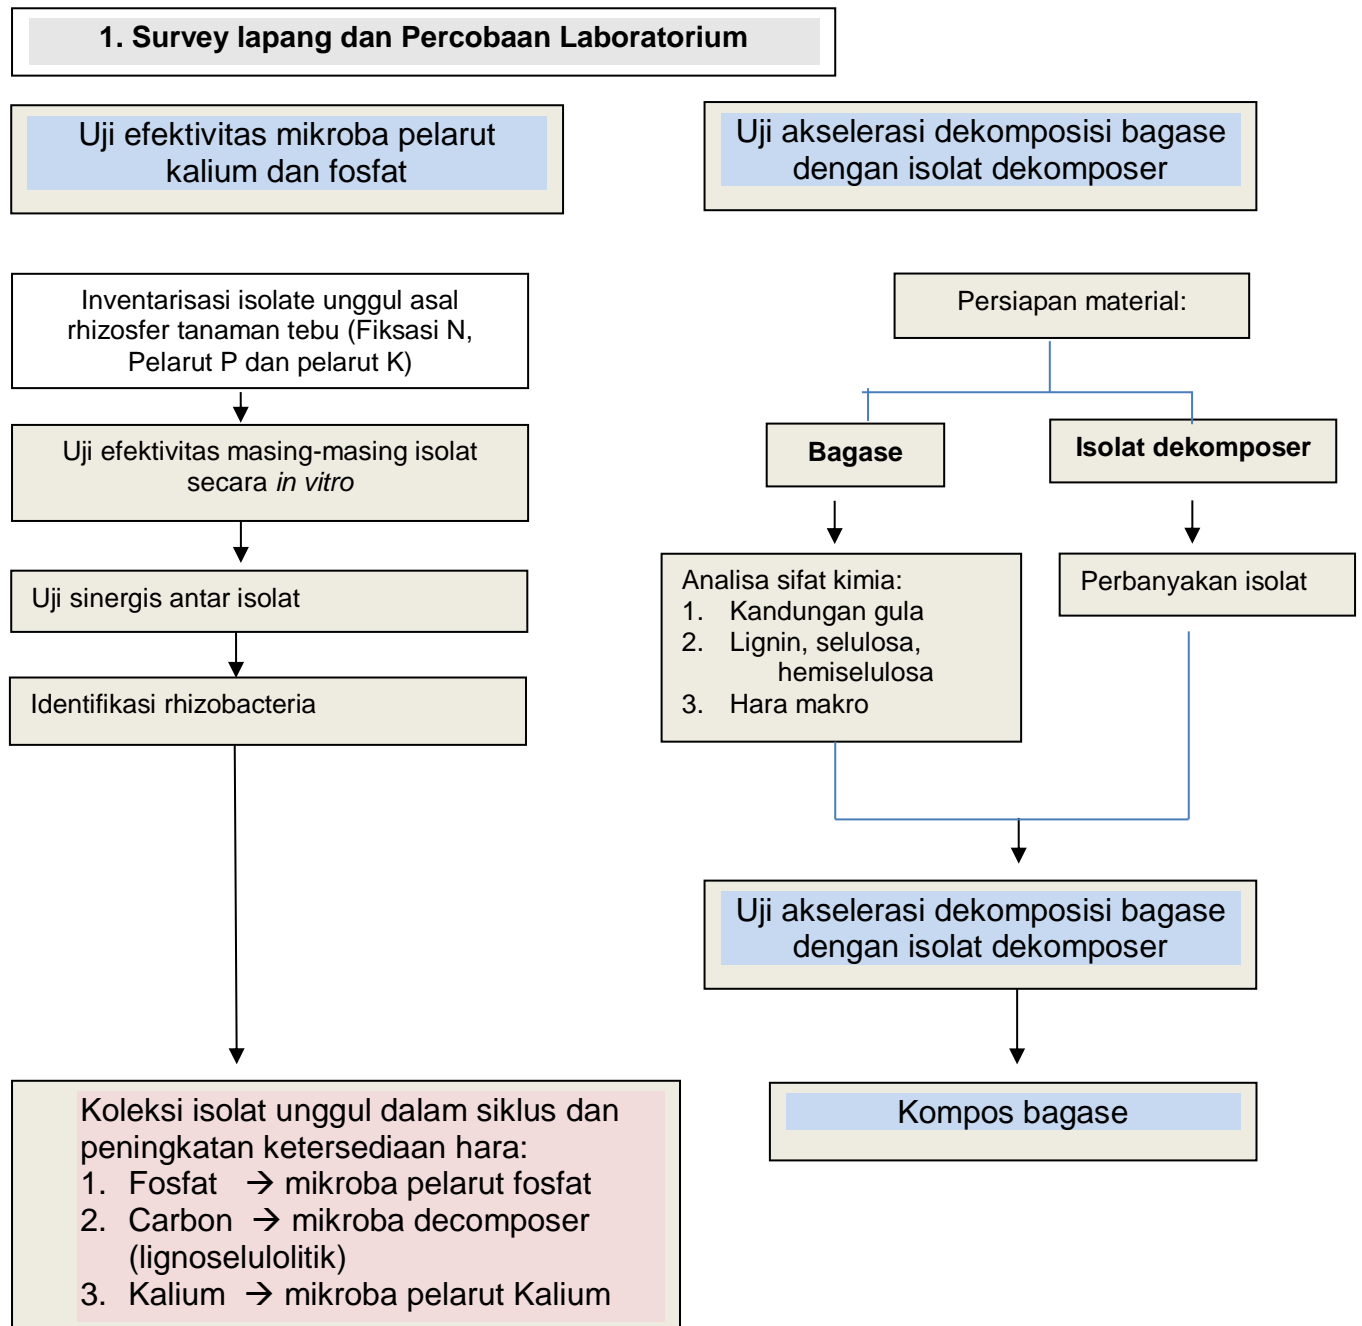 1. Survey lapang dan Percobaan Laboratorium
Uji efektivitas mikroba pelarut
kalium dan fosfat
Uji akselerasi dekomposisi bagase
dengan isolat dekomposer
Inventarisasi isolate unggul asal
rhizosfer tanaman tebu (Fiksasi N,
Pelarut P dan pelarut K)
Uji efektivitas masing-masing isolat
secara in vitro
Uji sinergis antar isolat
Identifikasi rhizobacteria
Persiapan material:
Bagase
Isolat dekomposer
Analisa sifat kimia:
1. Kandungan gula
2. Lignin, selulosa,
hemiselulosa
3. Hara makro
Perbanyakan isolat
Uji akselerasi dekomposisi bagase
dengan isolat dekomposer
Koleksi isolat unggul dalam siklus dan
peningkatan ketersediaan hara:
1. Fosfat → mikroba pelarut fosfat
2. Carbon → mikroba decomposer
(lignoselulolitik)
3. Kalium → mikroba pelarut Kalium
Kompos bagase